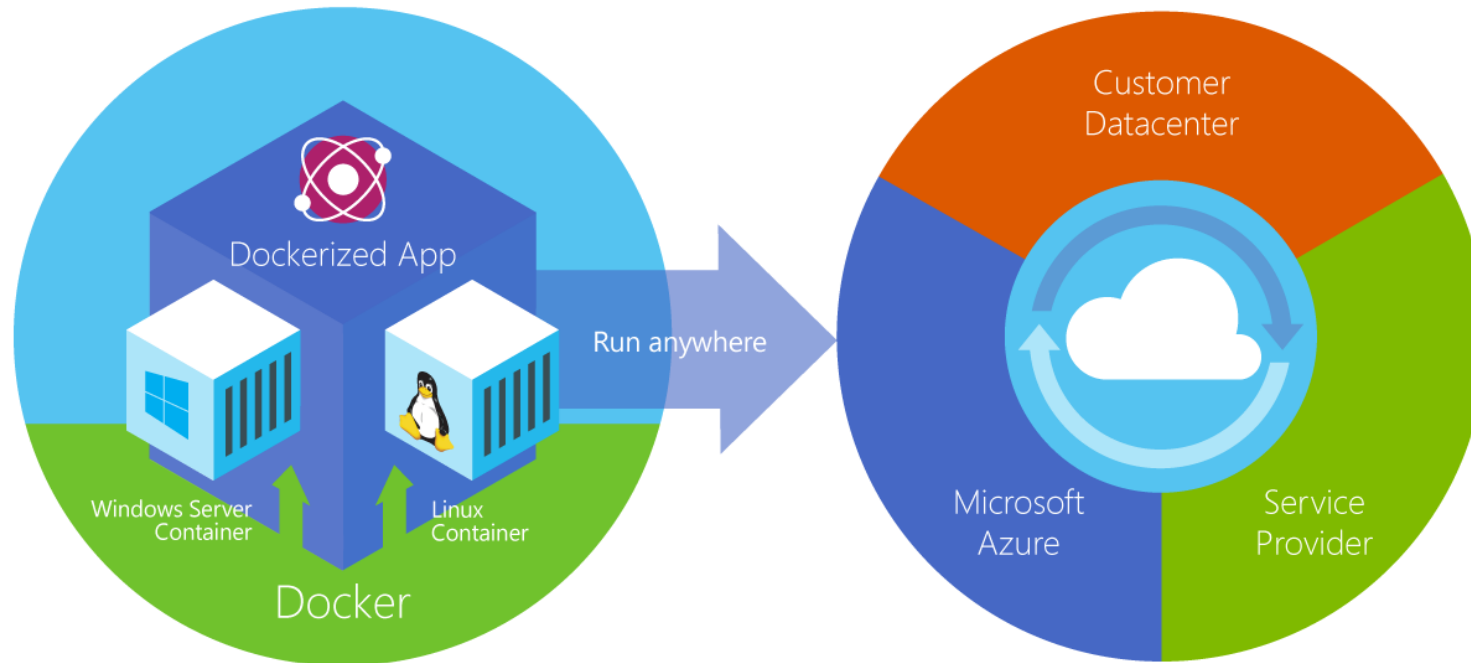 Dockerized App
Windows Server
Container
Linux
Container
Docker
Run anywhere
Customer
Datacenter
Microsoft
Azure
Service
Provider